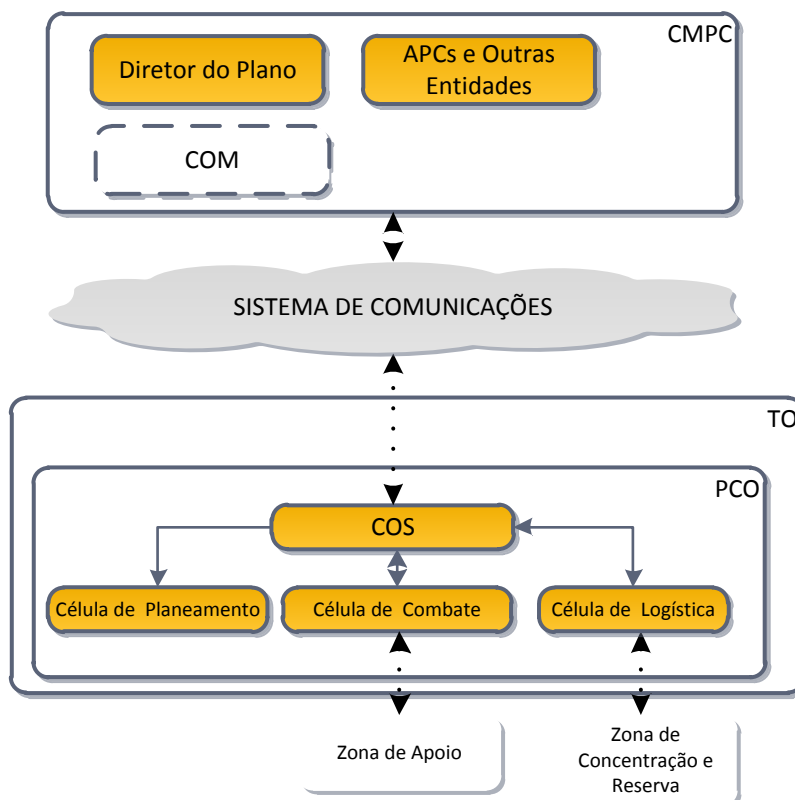 CMPC
Diretor do Plano
APCs e Outras
Entidades
COM
SISTEMA DE COMUNICAÇÕES
TO
PCO
COS
Célula de Planeamento
Célula de Combate
Célula de Logística
Zona de Apoio
Zona de
Concentração e
Reserva